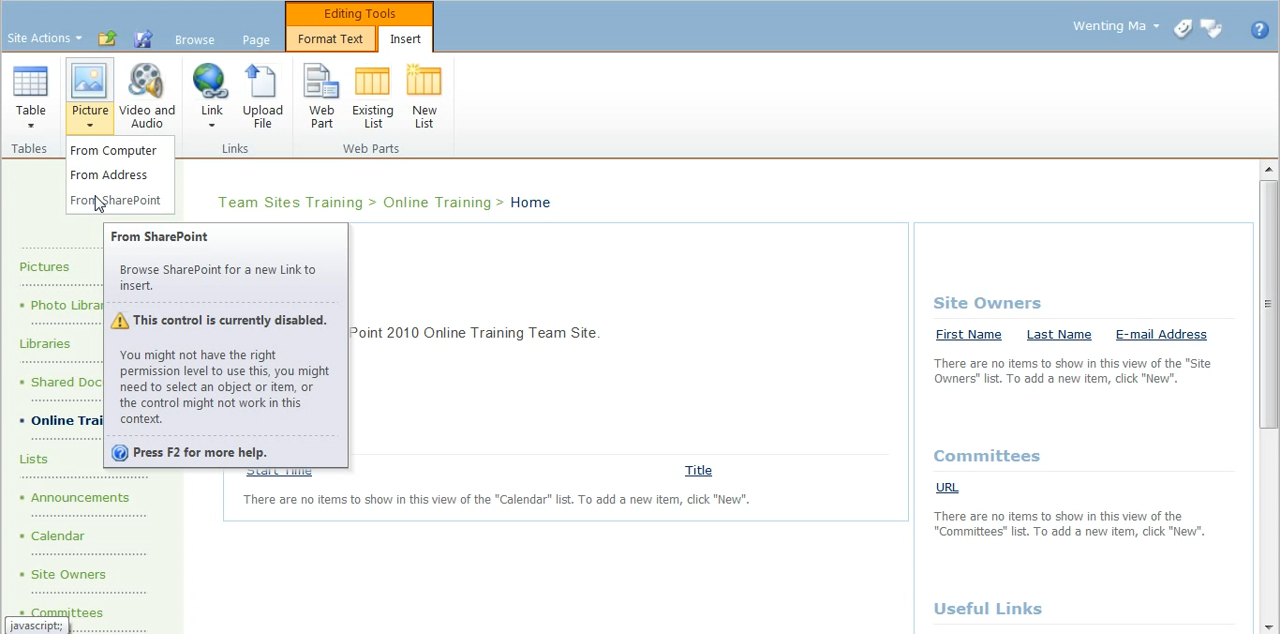 Editing Tools
Site Actions
Browse
Page
Format Text
Insert
Wenting Ma
Table
Picture
Video and
Audio
Link
Upload
File
Web
Part
Existing
List
New
List
Tables
Links
Web Parts
From Computer
From Address
From SharePoint
Team Sites Training > Online Training > Home
From SharePoint
Browse SharePoint for a new Link to
insert.
This control is currently disabled.
You might not have the right
permission level to use this, you might
need to select an object or item, or
the control might not work in this
context.
Press F2 for more help.
Pictures
Photo Librar
Libraries
Shared Doc
Online Trai
Lists
Announcements
Calendar
Site Owners
Committees
javascript:;
Point 2010 Online Training Team Site.
Start Time
Title
There are no items to show in this view of the "Calendar" list. To add a new item, click "New".
Site Owners
First Name
Last Name
E-mail Address
There are no items to show in this view of the "Site
Owners" list. To add a new item, click "New".
Committees
URL
There are no items to show in this view of the
"Committees" list. To add a new item, click "New".
Useful Links